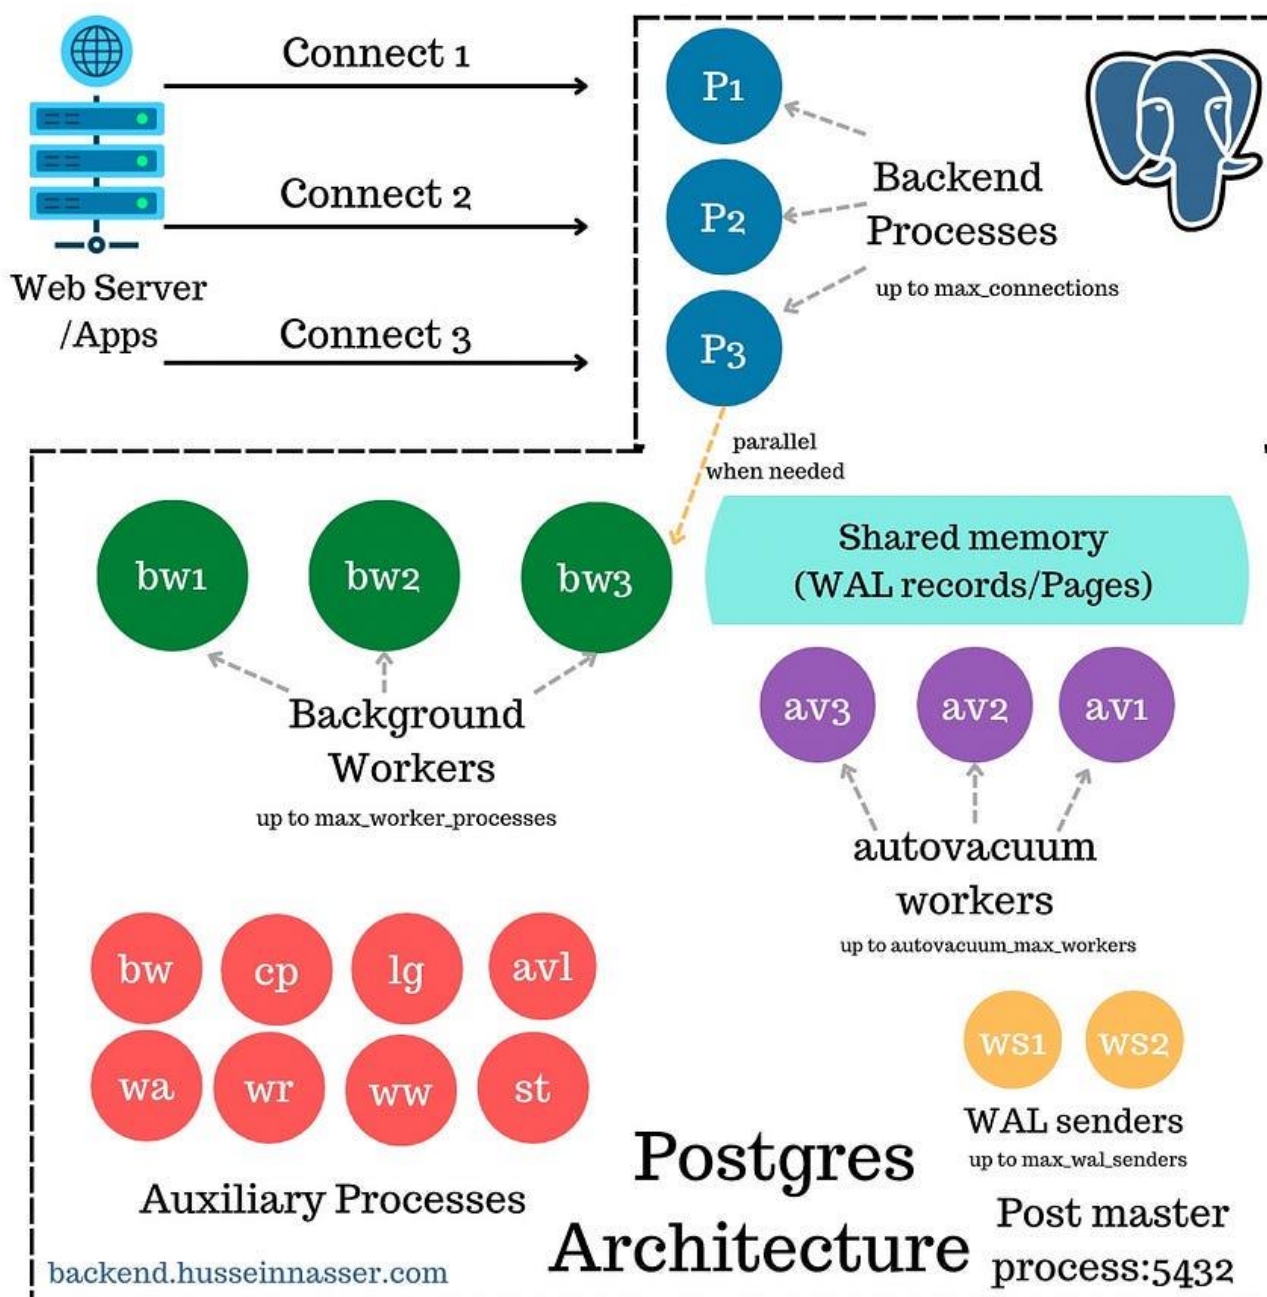 Connect 1
Connect 2
Connect 3
Web Server
/Apps
P1
P2
P3
Backend
Processes
up to max_connections
parallel
when needed
bw1
bw2
bw3
Background
Workers
up to max_worker_processes
Shared memory
(WAL records/Pages)
av3
av2
av1
autovacuum
workers
up to autovacuum_max_workers
bw
cp
lg
avl
wa
wr
ww
st
Auxiliary Processes
ws1
ws2
WAL senders
up to max_wal_senders
Postgres
Architecture
Post master
process:5432
backend.husseinnasser.com